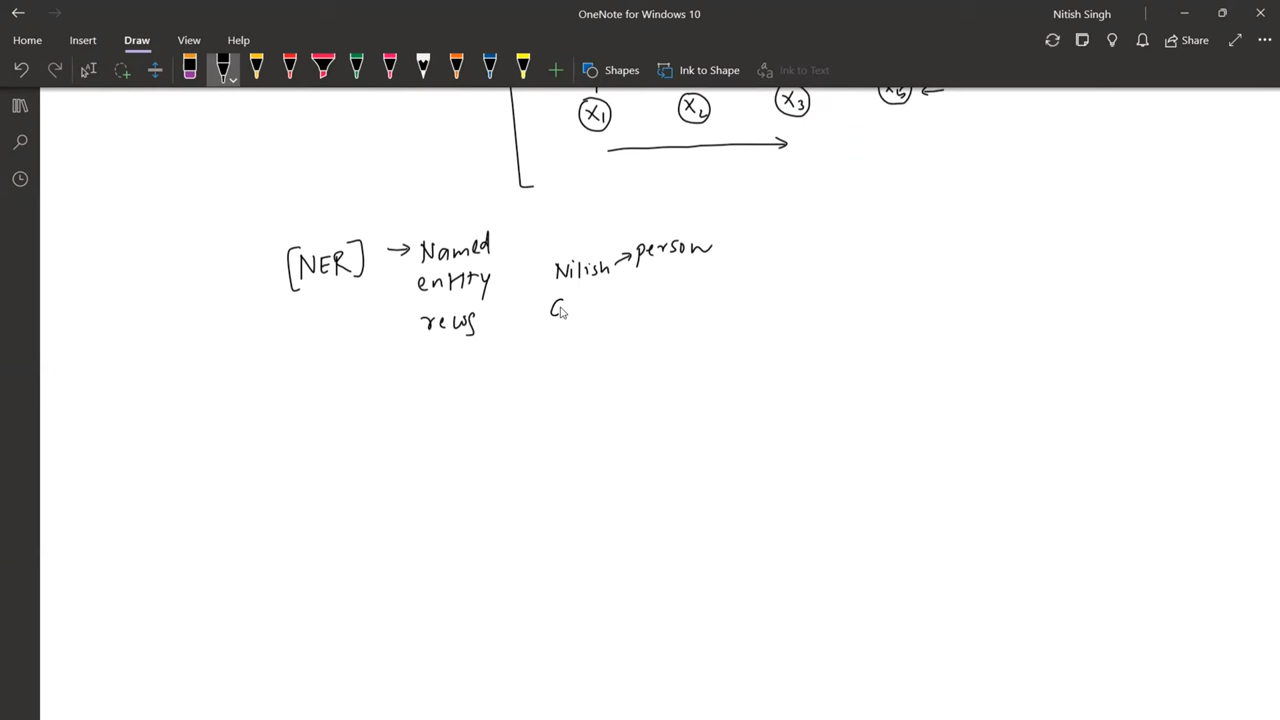 OneNote for Windows 10
Nitish Singh
Home Insert Draw View Help
Share
Shapes Ink to Shape Ink to Text
x1 x2 x3 x5
[NER] → Named
entity
Nitish → person